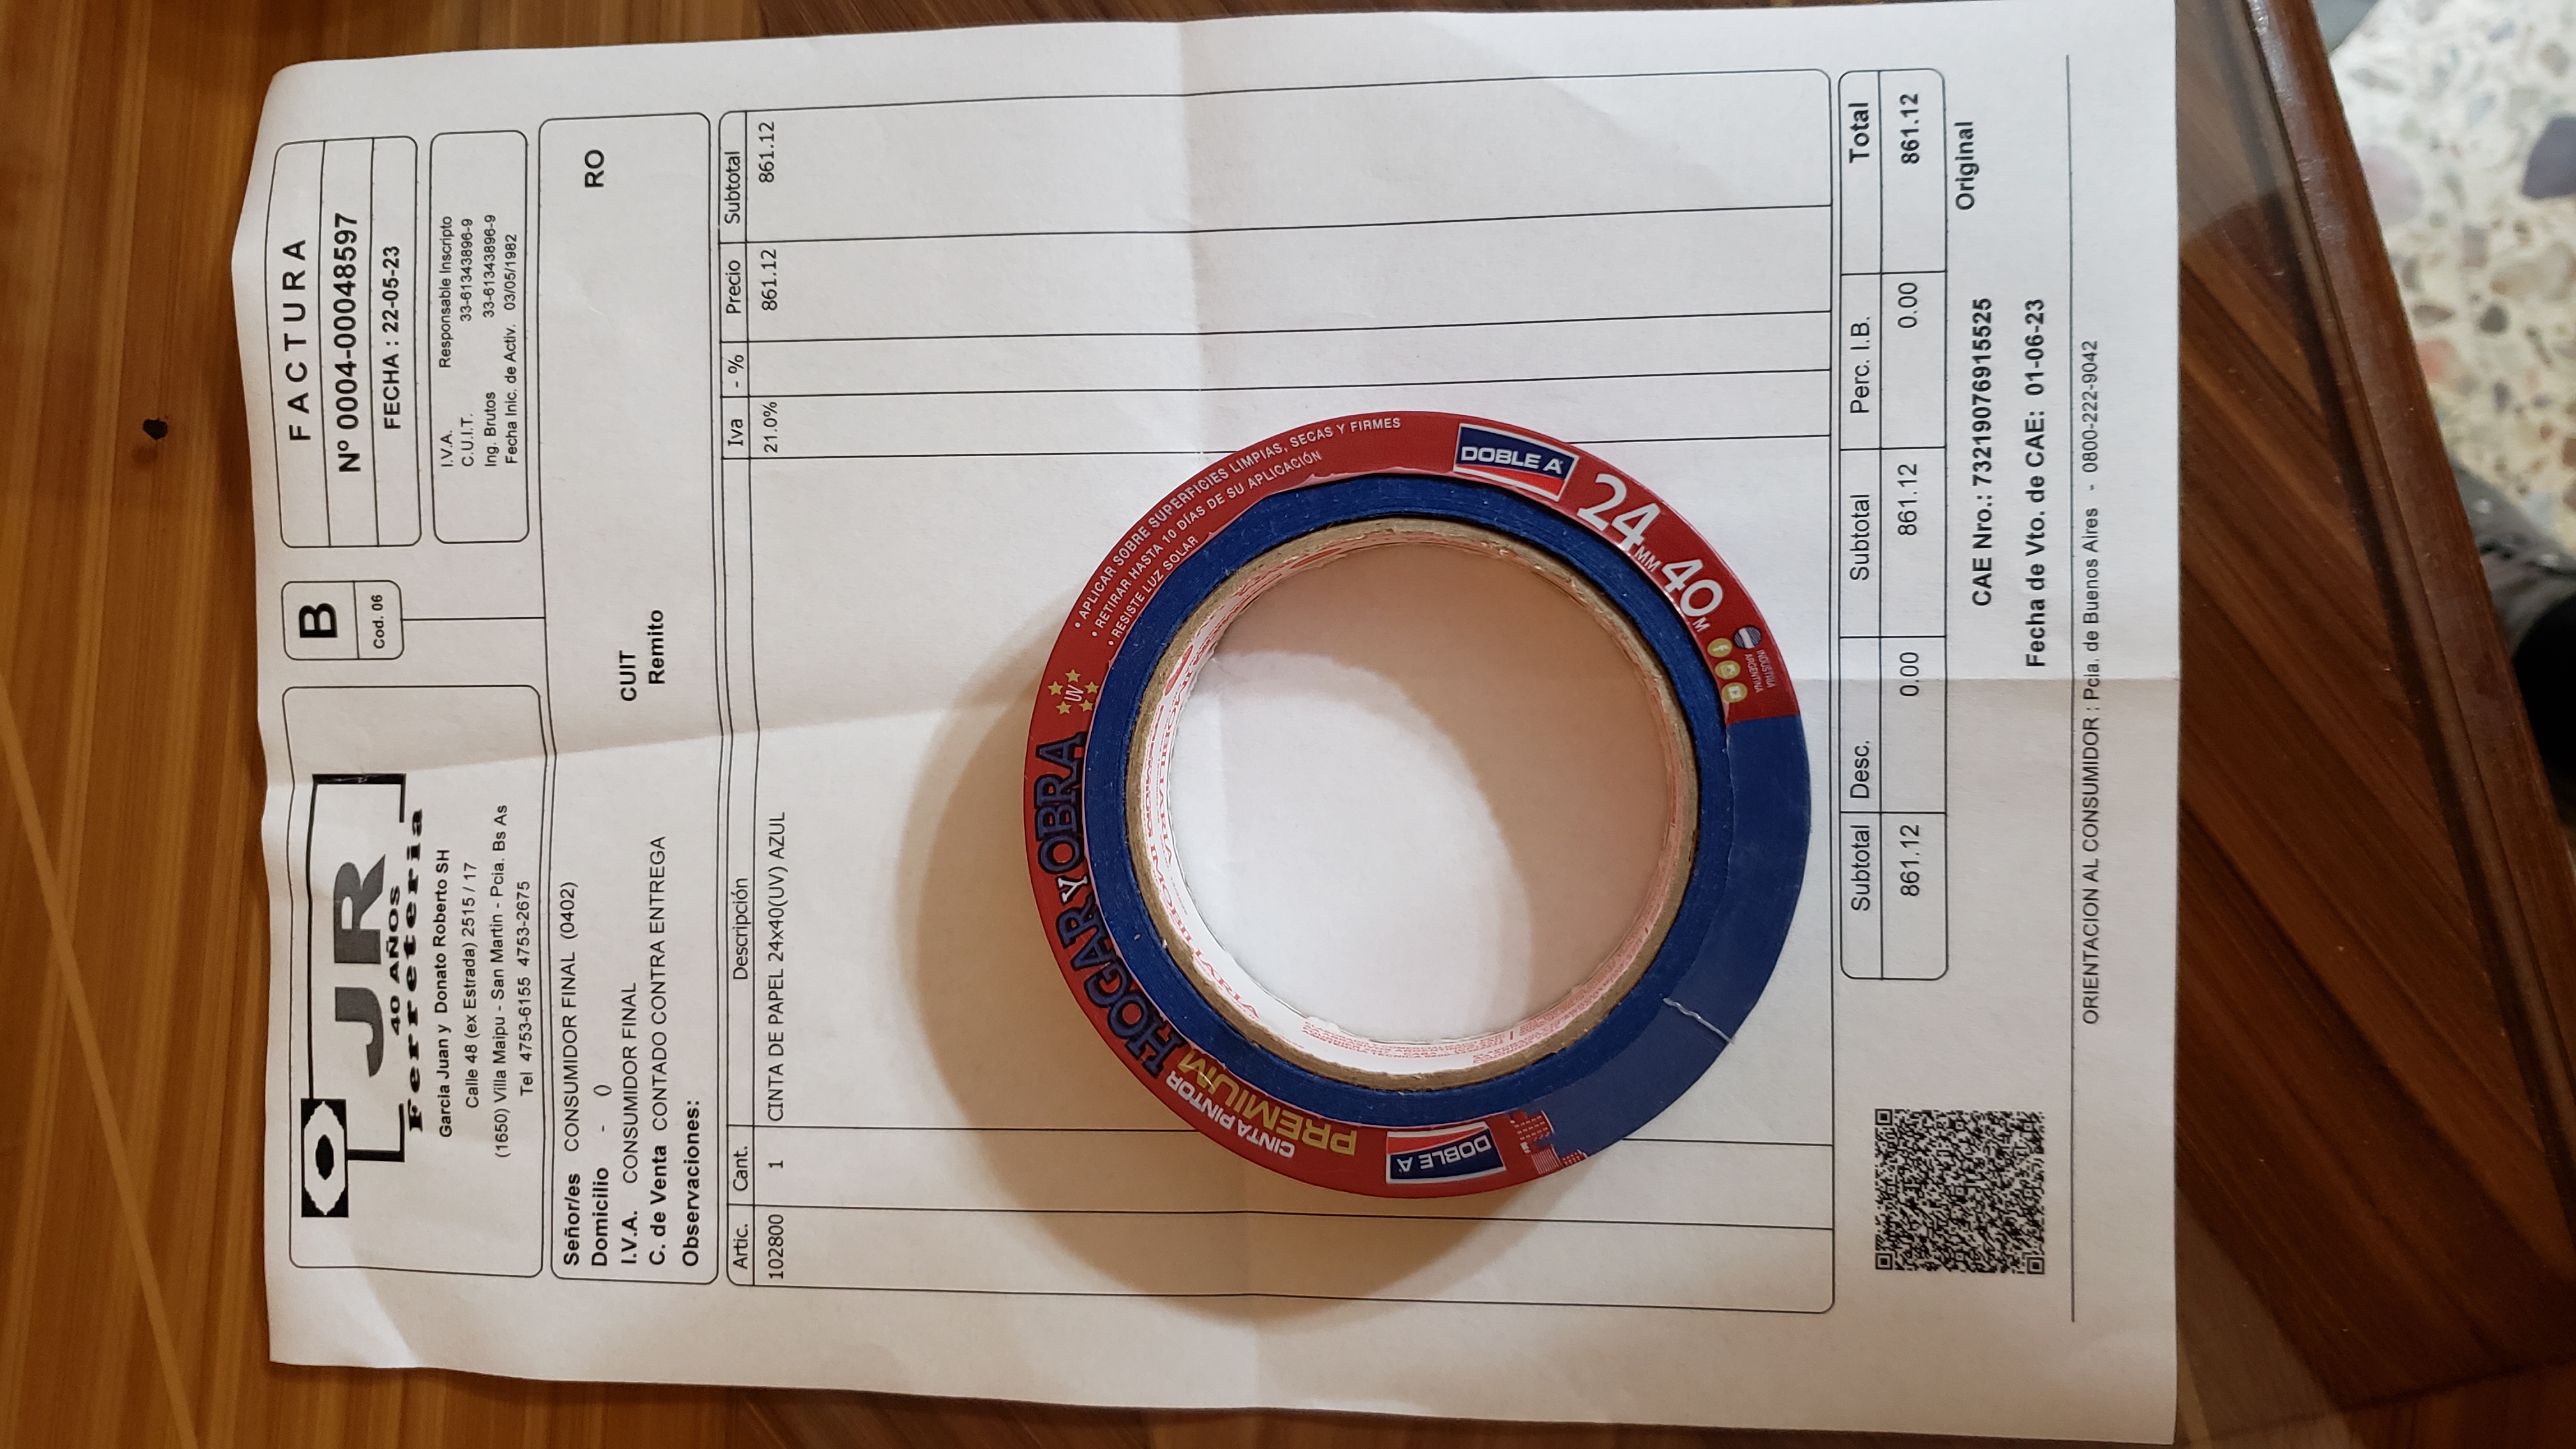 JR
40 AÑOS
Ferreteria
Garcia Juan y Donato Roberto SH
Calle 48 (ex Estrada) 2515 / 17
(1650) Villa Maipu - San Martin - Pcia. Bs As
Tel 4753-6155 4753-2675
B
Cod. 06
FACTURA
Nº 0004-00048597
FECHA : 22-05-23
I.V.A. Responsable Inscripto
C.U.I.T. 33-61343896-9
Ing. Brutos 33-61343896-9
Fecha Inic. de Activ. 03/05/1982
Señor/es CONSUMIDOR FINAL (0402)
Domicilio - ()
RO
I.V.A. CONSUMIDOR FINAL CUIT
C. de Venta CONTADO CONTRA ENTREGA Remito
Observaciones:
Artic. Cant. Descripción Iva - % Precio Subtotal
102800 1 CINTA DE PAPEL 24x40(UV) AZUL 21.0% 861.12 861.12
DOBLE A
CINTA PINTOR
PREMIUM
HOGAR Y OBRA
UV
• APLICAR SOBRE SUPERFICIES LIMPIAS, SECAS Y FIRMES
• RETIRAR HASTA 10 DÍAS DE SU APLICACIÓN
• RESISTE LUZ SOLAR
DOBLE A
24 MM 40 M
INDUSTRIA
ARGENTINA
Subtotal Desc. Subtotal Perc. I.B. Total
861.12 0.00 861.12 0.00 861.12
Original
CAE Nro.: 73219076915525
Fecha de Vto. de CAE: 01-06-23
ORIENTACION AL CONSUMIDOR : Pcia. de Buenos Aires - 0800-222-9042